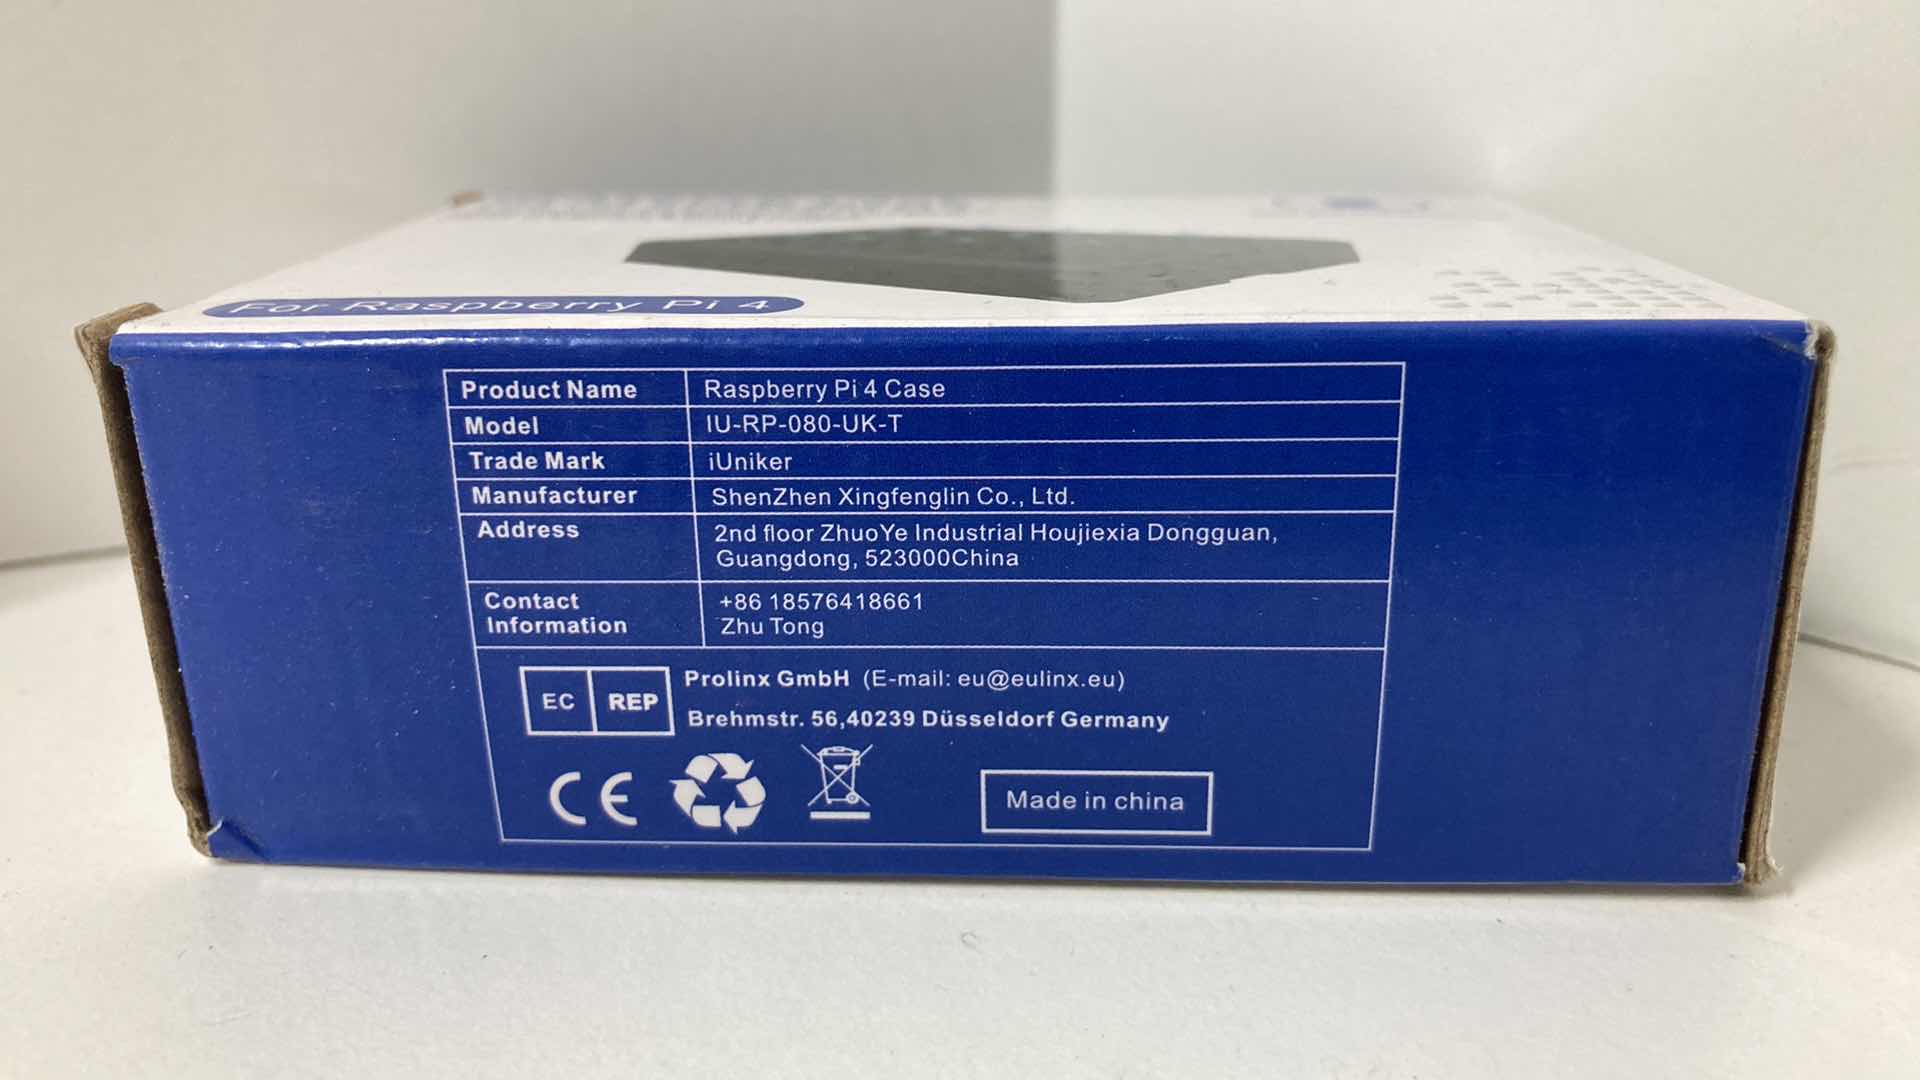 For Raspberry Pi 4
Product Name Raspberry Pi 4 Case
Model IU-RP-080-UK-T
Trade Mark iUniker
Manufacturer ShenZhen Xingfenglin Co., Ltd.
Address 2nd floor ZhuoYe Industrial Houjiexia Dongguan,
Guangdong, 523000China
Contact +86 18576418661
Information Zhu Tong
EC REP Prolinx GmbH (E-mail: eu@eulinx.eu)
Brehmstr. 56,40239 Düsseldorf Germany
CE
Made in china